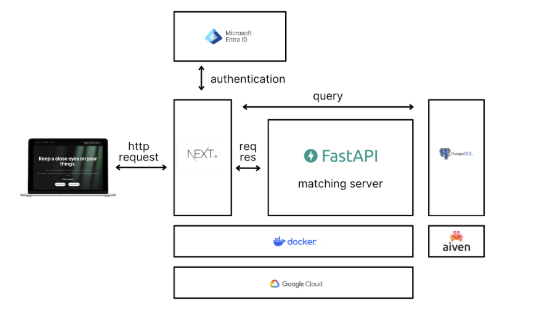 Microsoft
Entra ID
authentication
query
http
request
Keep a close eyes on your
things.
NEXT.js
req
res
FastAPI
matching server
PostgreSQL
docker
aiven
Google Cloud